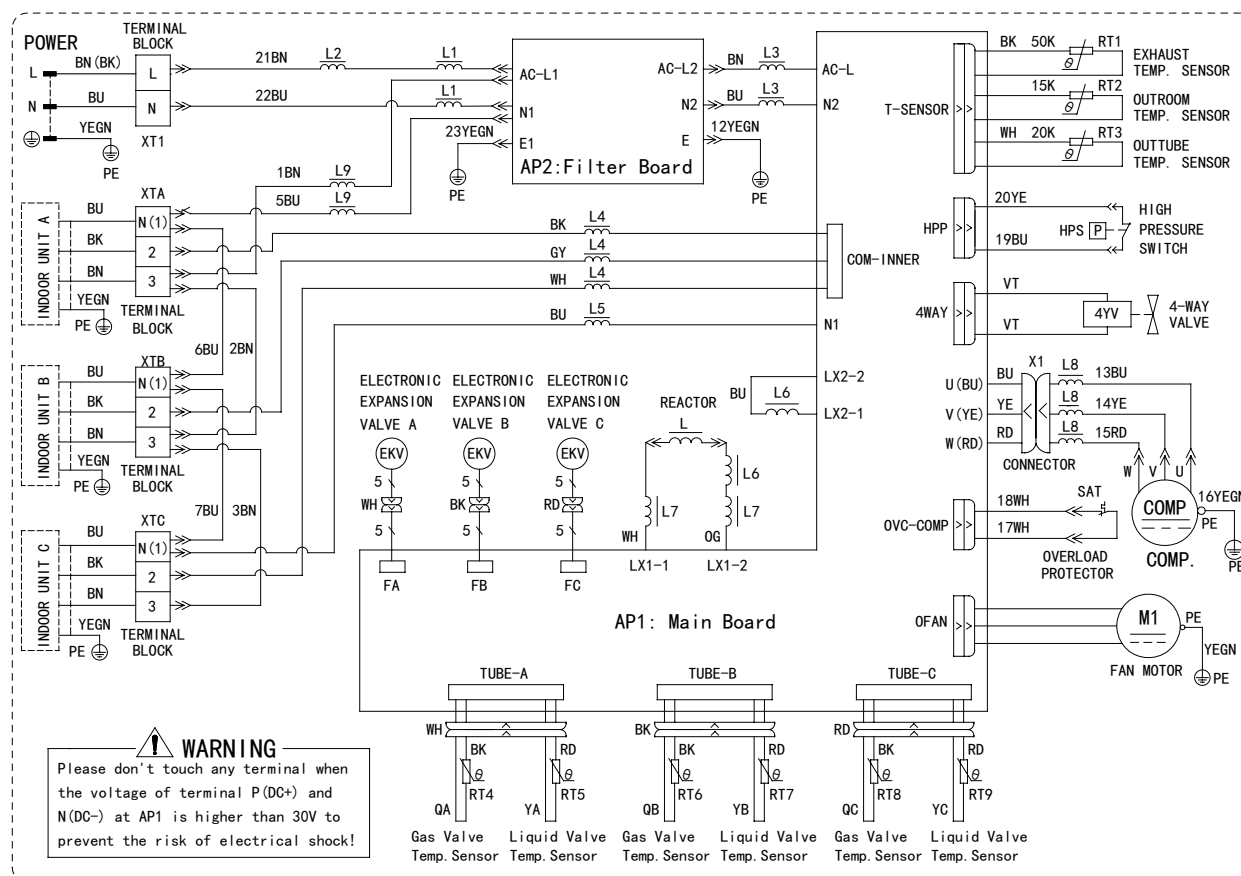 POWER
TERMINAL
BLOCK
BN(BK)
L
L
BU
N
N
YEGN
PE
XT1
21BN
L2
L1
22BU
L1
23YEGN
PE
AC-L1
AC-L2
N1
N2
E1
E
AP2:Filter Board
BN
L3
AC-L
BU
L3
N2
12YEGN
PE
1BN
L9
5BU
L9
XTA
INDOOR UNIT A
BU
N(1)
BK
2
BN
3
YEGN
PE
TERMINAL
BLOCK
BK
L4
GY
L4
WH
L4
COM-INNER
BU
L5
N1
6BU
2BN
XTB
INDOOR UNIT B
BU
N(1)
BK
2
BN
3
YEGN
PE
TERMINAL
BLOCK
7BU
3BN
XTC
INDOOR UNIT C
BU
N(1)
BK
2
BN
3
YEGN
PE
TERMINAL
BLOCK
ELECTRONIC
EXPANSION
VALVE A
EKV
5
WH
5
FA
ELECTRONIC
EXPANSION
VALVE B
EKV
5
BK
5
FB
ELECTRONIC
EXPANSION
VALVE C
EKV
5
RD
5
FC
REACTOR
L
L6
L7
L7
WH
OG
LX1-1
LX1-2
LX2-2
BU
L6
LX2-1
AP1: Main Board
T-SENSOR
BK
50K
RT1
θ
EXHAUST
TEMP. SENSOR
15K
RT2
θ
OUTROOM
TEMP. SENSOR
WH
20K
RT3
θ
OUTTUBE
TEMP. SENSOR
HPP
20YE
19BU
HPS
P
HIGH
PRESSURE
SWITCH
4WAY
VT
VT
4YV
4-WAY
VALVE
U(BU)
V(YE)
W(RD)
BU
YE
RD
X1
CONNECTOR
L8
13BU
L8
14YE
L8
15RD
W
V
U
COMP
16YEGN
PE
PE
COMP.
OVC-COMP
18WH
17WH
SAT
OVERLOAD
PROTECTOR
OFAN
M1
PE
YEGN
PE
FAN MOTOR
TUBE-A
WH
BK
RD
θ
θ
RT4
RT5
QA
YA
Gas Valve
Temp. Sensor
Liquid Valve
Temp. Sensor
TUBE-B
BK
BK
RD
θ
θ
RT6
RT7
QB
YB
Gas Valve
Temp. Sensor
Liquid Valve
Temp. Sensor
TUBE-C
RD
BK
RD
θ
θ
RT8
RT9
QC
YC
Gas Valve
Temp. Sensor
Liquid Valve
Temp. Sensor
WARNING
Please don't touch any terminal when
the voltage of terminal P(DC+) and
N(DC-) at AP1 is higher than 30V to
prevent the risk of electrical shock!